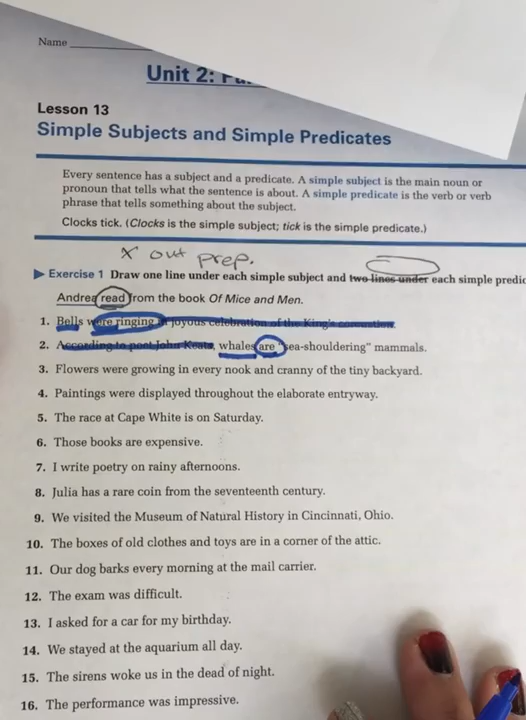 Name
Unit 2:
Lesson 13
Simple Subjects and Simple Predicates
Every sentence has a subject and a predicate. A simple subject is the main noun or
pronoun that tells what the sentence is about. A simple predicate is the verb or verb
phrase that tells something about the subject.
Clocks tick. (Clocks is the simple subject; tick is the simple predicate.)
X out prep.
Exercise 1 Draw one line under each simple subject and two lines under each simple
Andrea read from the book Of Mice and Men.
1. Bells were ringing in joyous celebration of the King's coronation.
2. According to poet John Keats, whales are "sea-shouldering" mammals.
3. Flowers were growing in every nook and cranny of the tiny backyard.
4. Paintings were displayed throughout the elaborate entryway.
5. The race at Cape White is on Saturday.
6. Those books are expensive.
7. I write poetry on rainy afternoons.
8. Julia has a rare coin from the seventeenth century.
9. We visited the Museum of Natural History in Cincinnati, Ohio.
10. The boxes of old clothes and toys are in a corner of the attic.
11. Our dog barks every morning at the mail carrier.
12. The exam was difficult.
13. I asked for a car for my birthday.
14. We stayed at the aquarium all day.
15. The sirens woke us in the dead of night.
16. The performance was impressive.